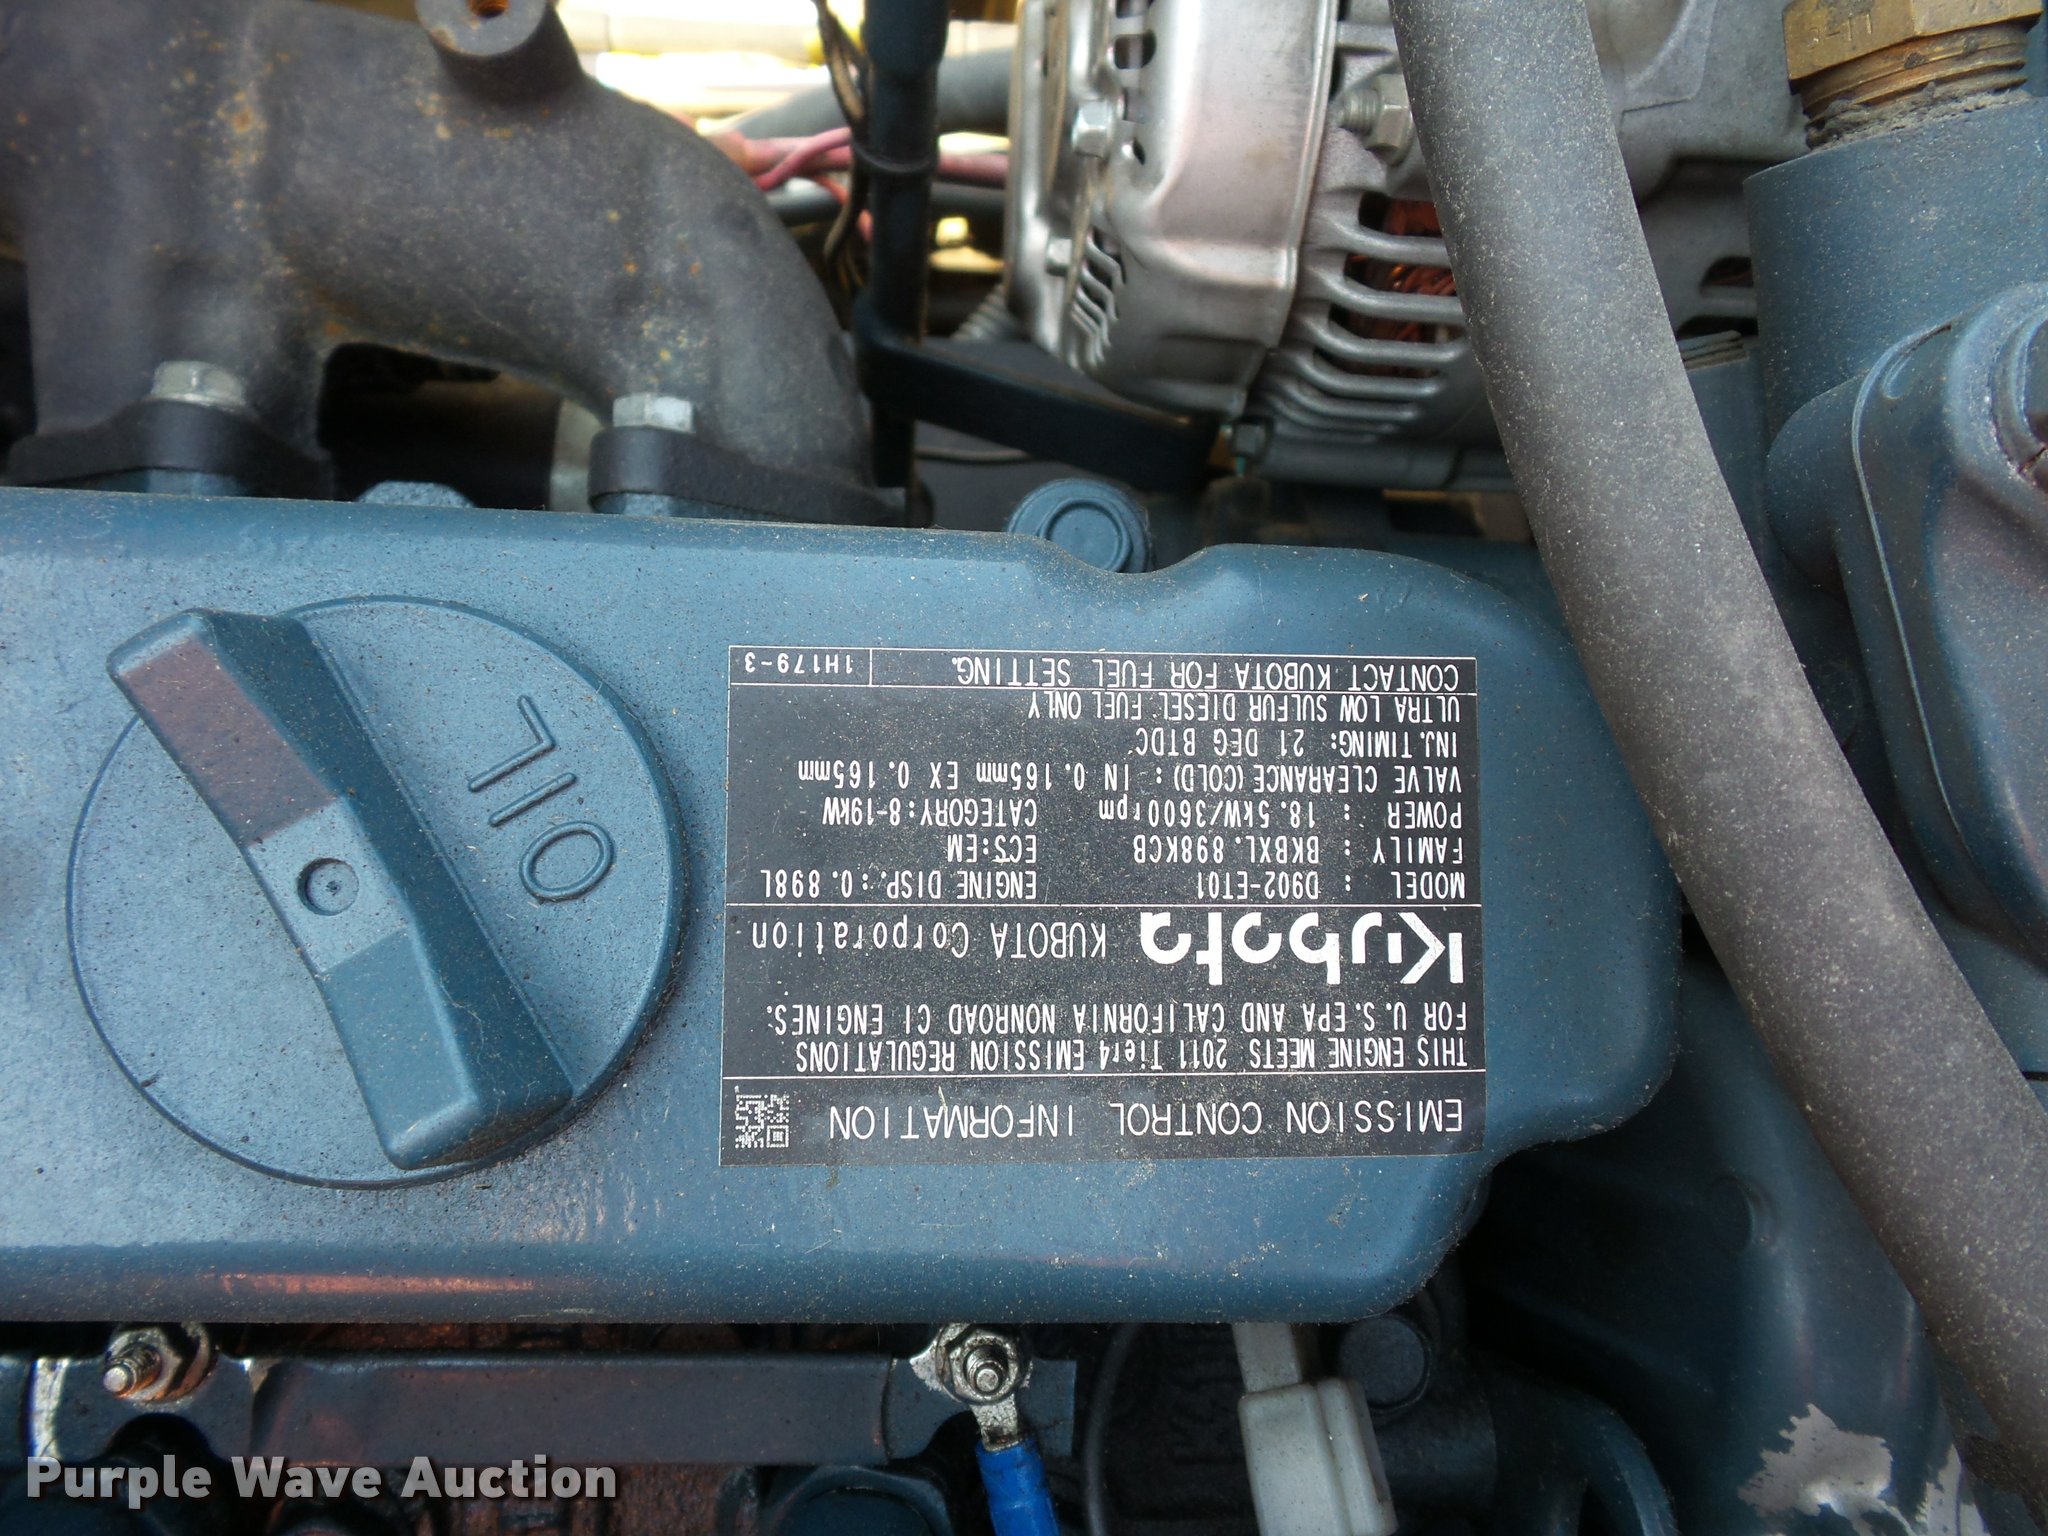 EMISSION CONTROL INFORMATION
THIS ENGINE MEETS 2011 Tier4 EMISSION REGULATIONS
FOR U.S. EPA AND CALIFORNIA NONROAD CI ENGINES.
Kubota KUBOTA Corporation
MODEL : D902-ET01 ENGINE DISP.:0.898L
FAMILY : BKBXL.898KCB ECS:EM
POWER : 18.5kW/3600rpm CATEGORY:8-19kW
VALVE CLEARANCE(COLD): IN 0.165mm EX 0.165mm
INJ.TIMING: 21 DEG BTDC
ULTRA LOW SULFUR DIESEL FUEL ONLY
CONTACT KUBOTA FOR FUEL SETTING. 1H179-3
OIL
Purple Wave Auction